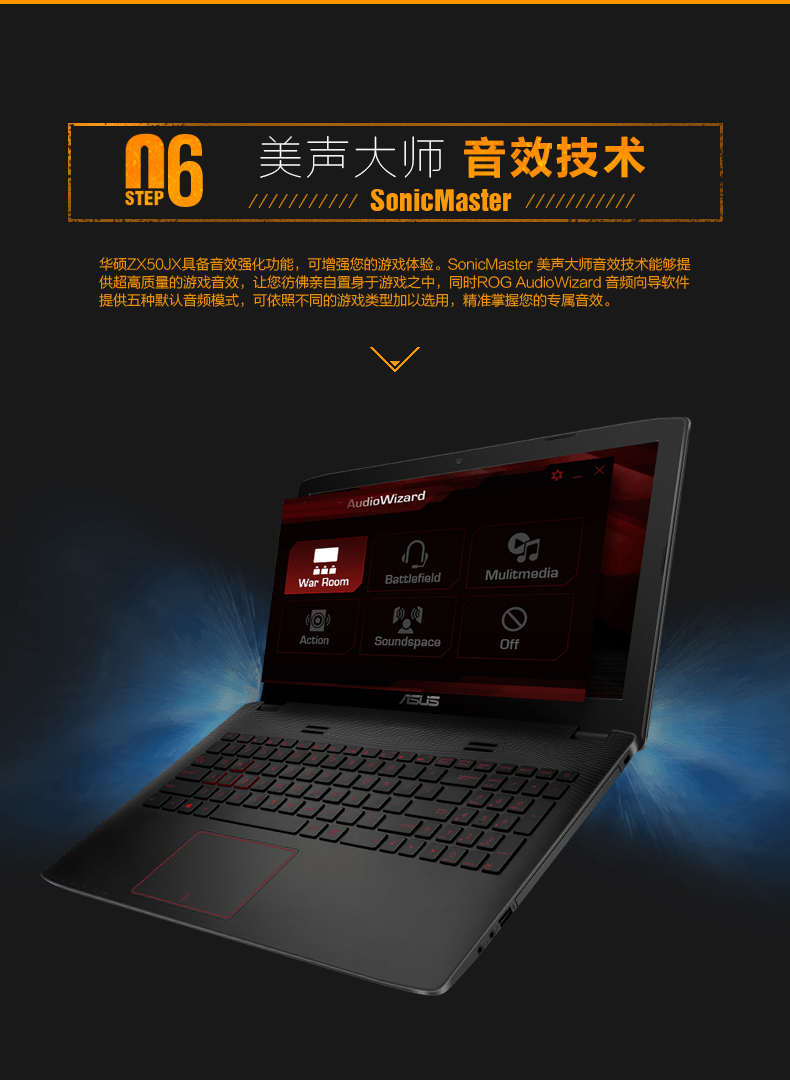 06
STEP
美声大师 音效技术
/////////// SonicMaster ///////////
华硕ZX50JX具备音效强化功能，可增强您的游戏体验。SonicMaster 美声大师音效技术能够提
供超高质量的游戏音效，让您彷佛亲自置身于游戏之中，同时ROG AudioWizard 音频向导软件
提供五种默认音频模式，可依照不同的游戏类型加以选用，精准掌握您的专属音效。
AudioWizard
War Room
Battlefield
Mulitmedia
Action
Soundspace
Off
ASUS